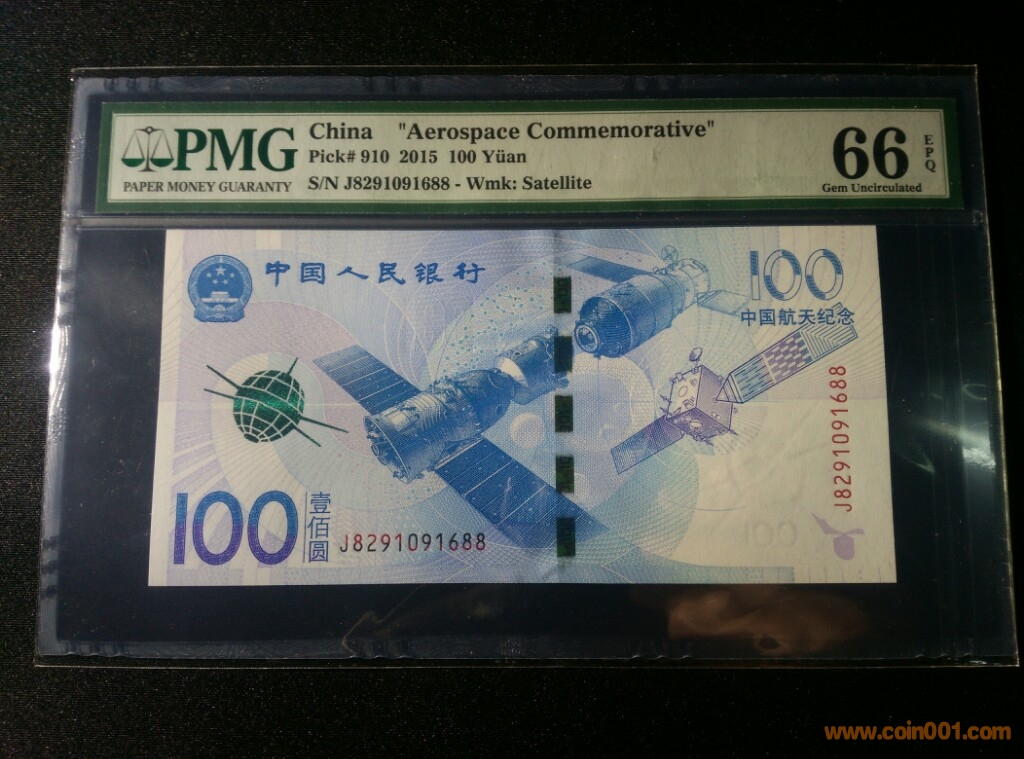 PMG
PAPER MONEY GUARANTY
China "Aerospace Commemorative"
Pick# 910 2015 100 Yüan
S/N J8291091688 - Wmk: Satellite
66
EPQ
Gem Uncirculated
中国人民银行
100
中国航天纪念
J8291091688
100
壹佰圆
J8291091688
100
www.coin001.com